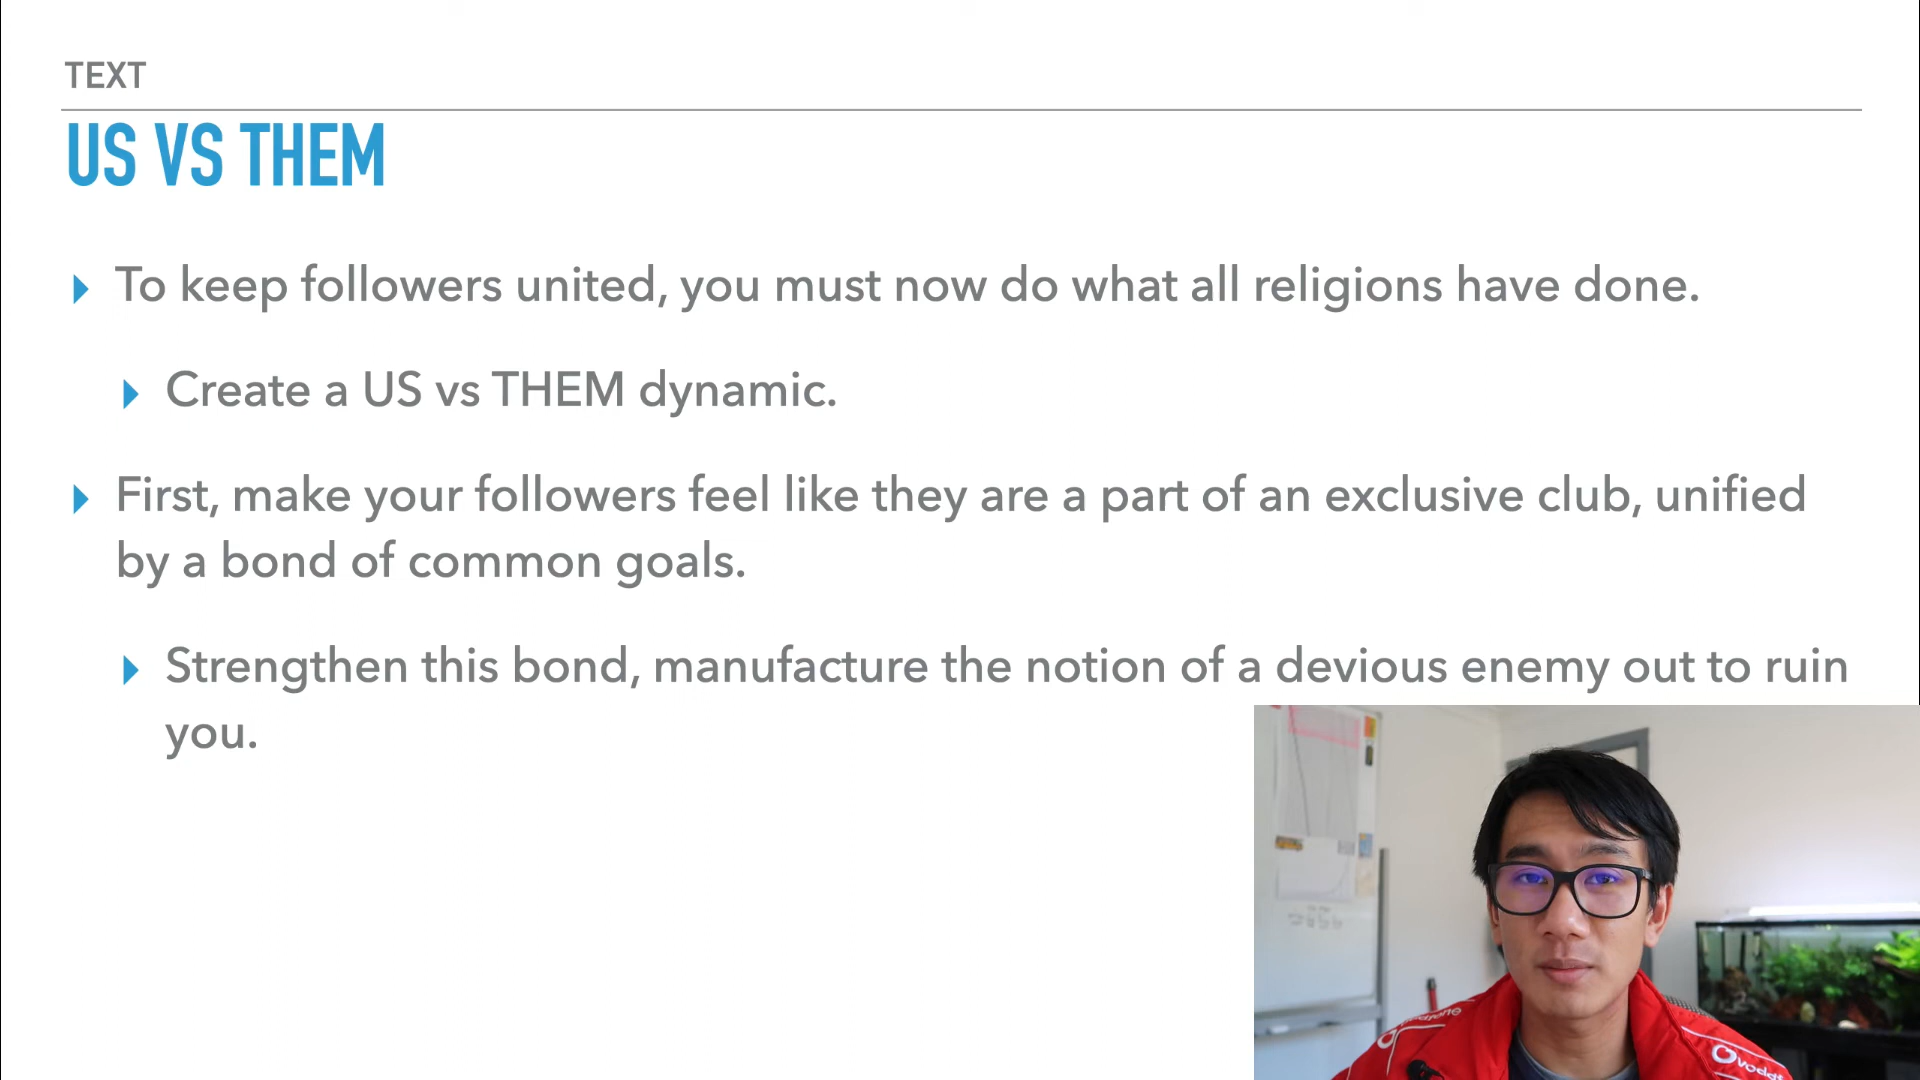 TEXT
US VS THEM
To keep followers united, you must now do what all religions have done.
Create a US vs THEM dynamic.
First, make your followers feel like they are a part of an exclusive club, unified
by a bond of common goals.
Strengthen this bond, manufacture the notion of a devious enemy out to ruin
you.